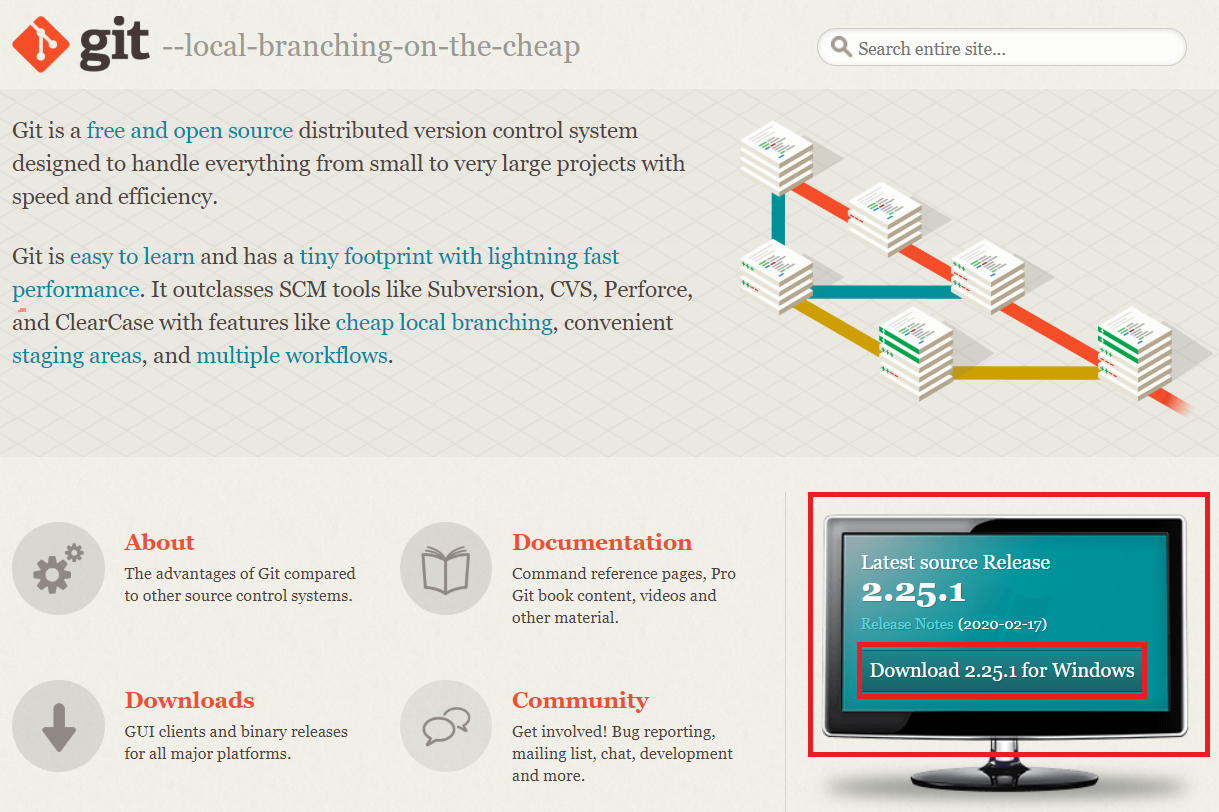 git --local-branching-on-the-cheap
Search entire site...
Git is a free and open source distributed version control system
designed to handle everything from small to very large projects with
speed and efficiency.
Git is easy to learn and has a tiny footprint with lightning fast
performance. It outclasses SCM tools like Subversion, CVS, Perforce,
and ClearCase with features like cheap local branching, convenient
staging areas, and multiple workflows.
About
The advantages of Git compared
to other source control systems.
Documentation
Command reference pages, Pro
Git book content, videos and
other material.
Downloads
GUI clients and binary releases
for all major platforms.
Community
Get involved! Bug reporting,
mailing list, chat, development
and more.
Latest source Release
2.25.1
Release Notes (2020-02-17)
Download 2.25.1 for Windows